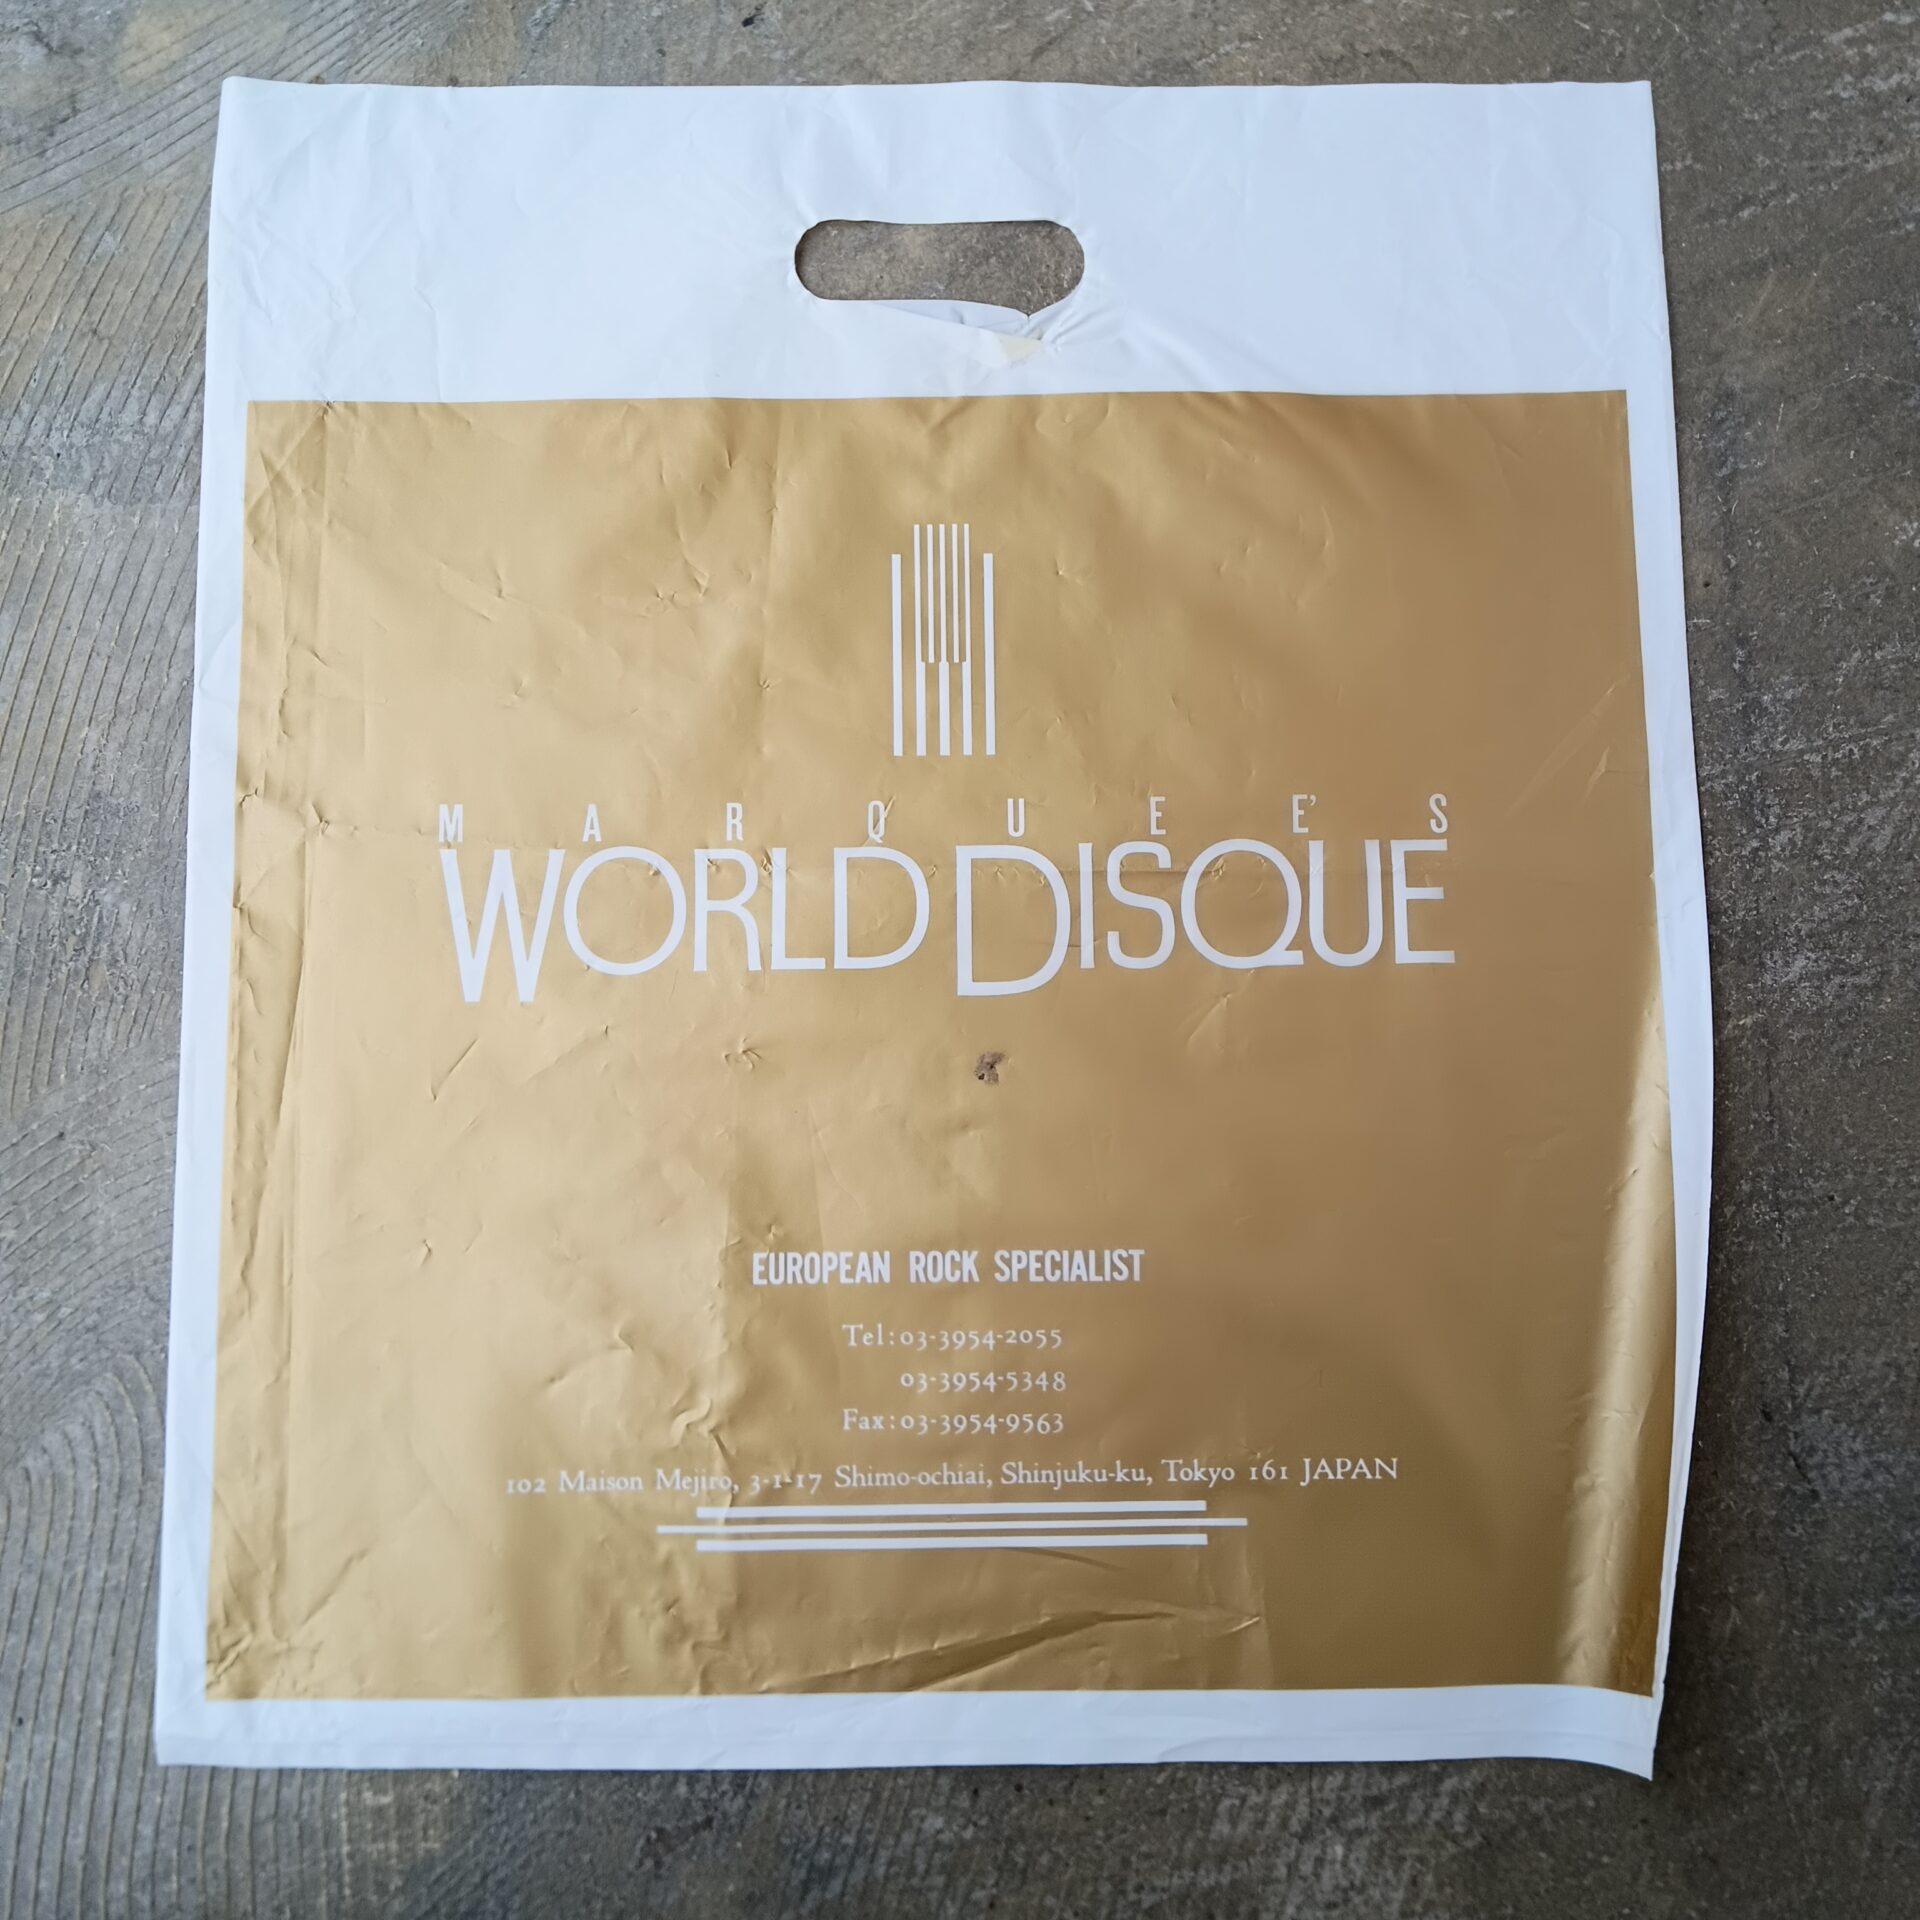 MARQUEE'S
WORLD DISQUE
EUROPEAN ROCK SPECIALIST
Tel:03-3954-2055
03-3954-5348
Fax:03-3954-9563
102 Maison Mejiro, 3-1-17 Shimo-ochiai, Shinjuku-ku, Tokyo 161 JAPAN